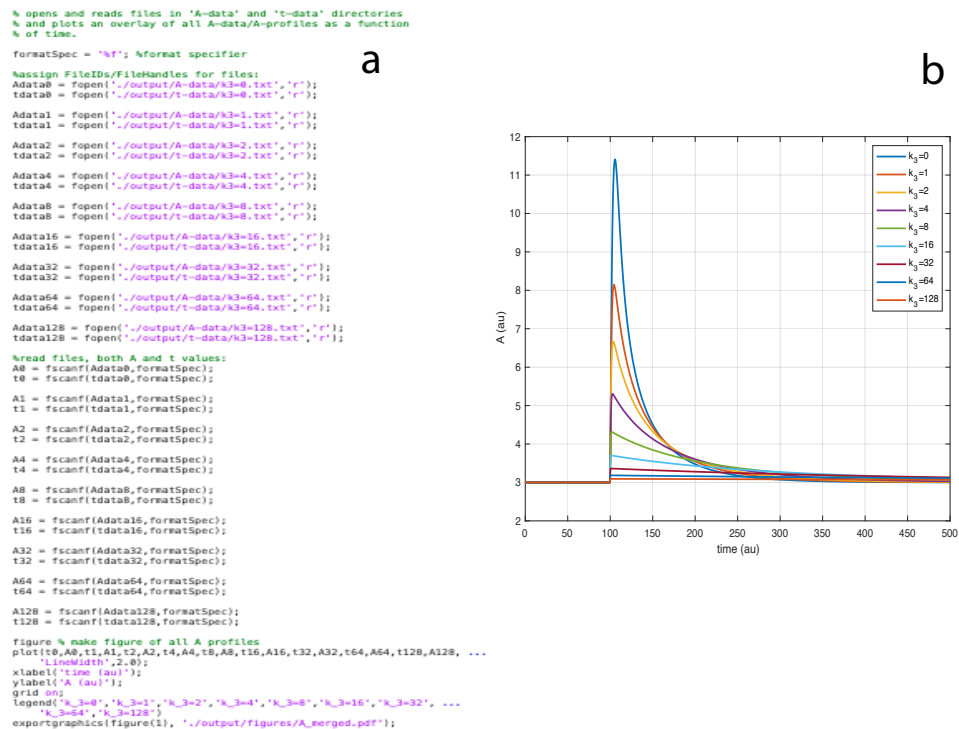 % opens and reads files in 'A-data' and 't-data' directories
% and plots an overlay of all A-data/A-profiles as a function
% of time.
formatSpec = '%f'; %format specifier
%assign FileIDs/FileHandles for files:
Adata0 = fopen('./output/A-data/k3=0.txt','r');
tdata0 = fopen('./output/t-data/k3=0.txt','r');
Adata1 = fopen('./output/A-data/k3=1.txt','r');
tdata1 = fopen('./output/t-data/k3=1.txt','r');
Adata2 = fopen('./output/A-data/k3=2.txt','r');
tdata2 = fopen('./output/t-data/k3=2.txt','r');
Adata4 = fopen('./output/A-data/k3=4.txt','r');
tdata4 = fopen('./output/t-data/k3=4.txt','r');
Adata8 = fopen('./output/A-data/k3=8.txt','r');
tdata8 = fopen('./output/t-data/k3=8.txt','r');
Adata16 = fopen('./output/A-data/k3=16.txt','r');
tdata16 = fopen('./output/t-data/k3=16.txt','r');
Adata32 = fopen('./output/A-data/k3=32.txt','r');
tdata32 = fopen('./output/t-data/k3=32.txt','r');
Adata64 = fopen('./output/A-data/k3=64.txt','r');
tdata64 = fopen('./output/t-data/k3=64.txt','r');
Adata128 = fopen('./output/A-data/k3=128.txt','r');
tdata128 = fopen('./output/t-data/k3=128.txt','r');
%read files, both A and t values:
A0 = fscanf(Adata0,formatSpec);
t0 = fscanf(tdata0,formatSpec);
A1 = fscanf(Adata1,formatSpec);
t1 = fscanf(tdata1,formatSpec);
A2 = fscanf(Adata2,formatSpec);
t2 = fscanf(tdata2,formatSpec);
A4 = fscanf(Adata4,formatSpec);
t4 = fscanf(tdata4,formatSpec);
A8 = fscanf(Adata8,formatSpec);
t8 = fscanf(tdata8,formatSpec);
A16 = fscanf(Adata16,formatSpec);
t16 = fscanf(tdata16,formatSpec);
A32 = fscanf(Adata32,formatSpec);
t32 = fscanf(tdata32,formatSpec);
A64 = fscanf(Adata64,formatSpec);
t64 = fscanf(tdata64,formatSpec);
A128 = fscanf(Adata128,formatSpec);
t128 = fscanf(tdata128,formatSpec);
figure % make figure of all A profiles
plot(t0,A0,t1,A1,t2,A2,t4,A4,t8,A8,t16,A16,t32,A32,t64,A64,t128,A128, ...
'LineWidth',2.0);
xlabel('time (au)');
ylabel('A (au)');
grid on;
legend('k_3=0','k_3=1','k_3=2','k_3=4','k_3=8','k_3=16','k_3=32', ...
'k_3=64','k_3=128')
exportgraphics(figure(1), './output/figures/A_merged.pdf');
a
b
12
11
10
9
8
7
6
5
4
3
2
A (au)
0 50 100 150 200 250 300 350 400 450 500
time (au)
k3=0
k3=1
k3=2
k3=4
k3=8
k3=16
k3=32
k3=64
k3=128